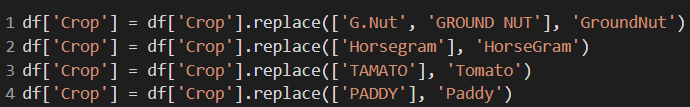 1 df['Crop'] = df['Crop'].replace(['G.Nut', 'GROUND NUT'], 'GroundNut')
2 df['Crop'] = df['Crop'].replace(['Horsegram'], 'HorseGram')
3 df['Crop'] = df['Crop'].replace(['TAMATO'], 'Tomato')
4 df['Crop'] = df['Crop'].replace(['PADDY'], 'Paddy')